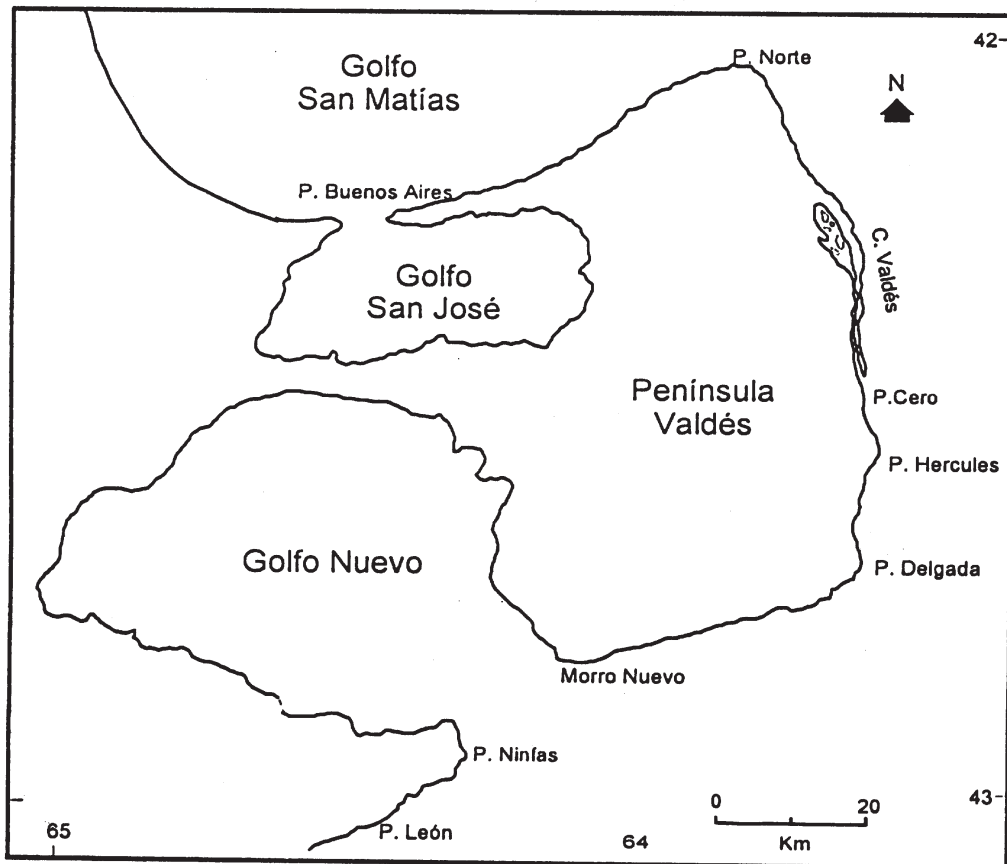 42
P. Norte
Golfo
San Matías
N
P. Buenos Aires
C. Valdés
Golfo
San José
Península
Valdés
P.Cero
P. Hercules
Golfo Nuevo
P. Delgada
Morro Nuevo
P. Ninfas
0 20
43
65
P. León
64
Km